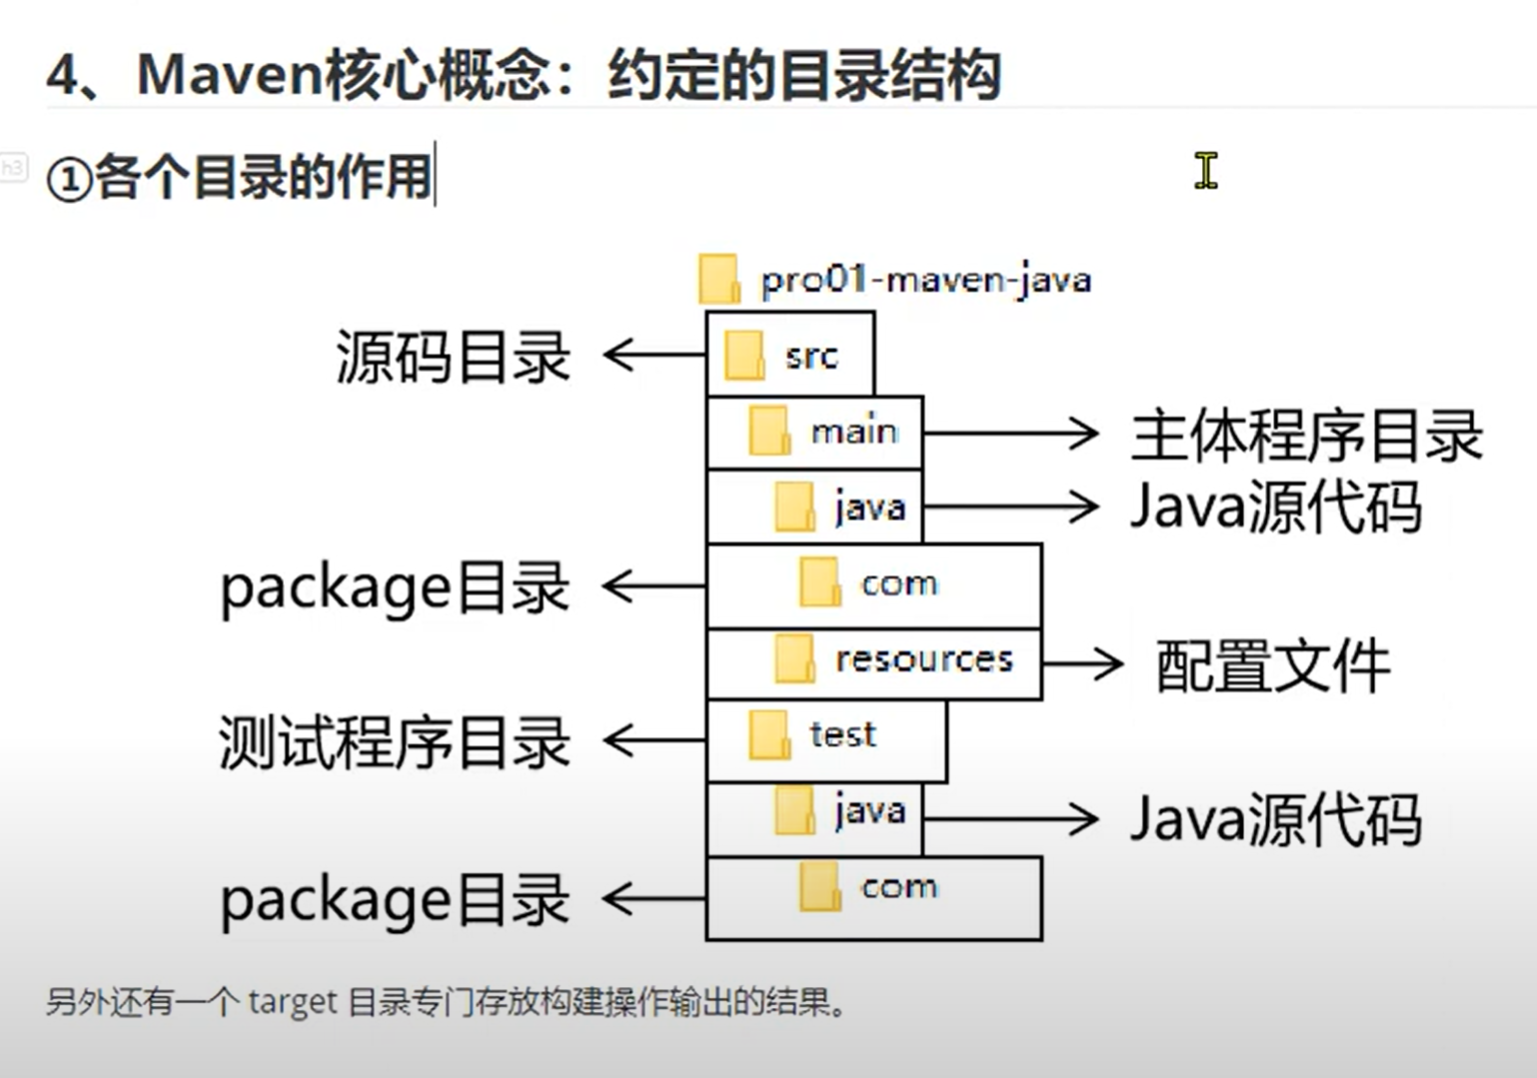 4、Maven核心概念：约定的目录结构
h3
①各个目录的作用
pro01-maven-java
源码目录
src
main
主体程序目录
java
Java源代码
package目录
com
resources
配置文件
测试程序目录
test
java
Java源代码
package目录
com
另外还有一个 target 目录专门存放构建操作输出的结果。